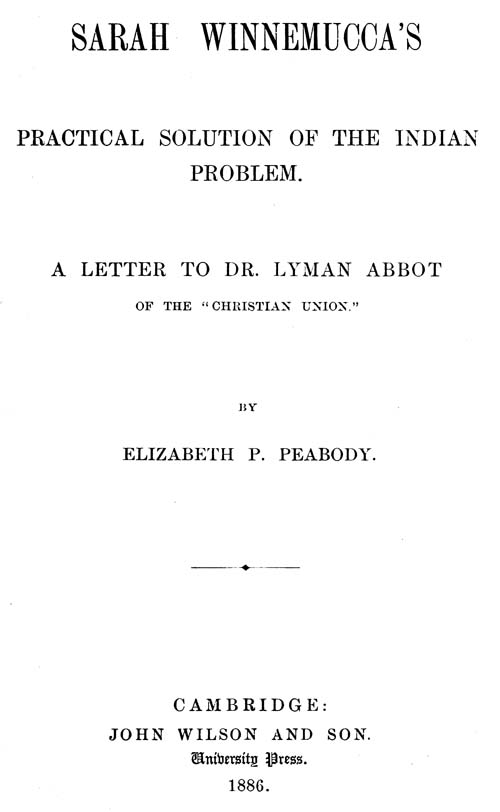 SARAH WINNEMUCCA'S
PRACTICAL SOLUTION OF THE INDIAN
PROBLEM.
A LETTER TO DR. LYMAN ABBOT
OF THE "CHRISTIAN UNION."
BY
ELIZABETH P. PEABODY.
CAMBRIDGE:
JOHN WILSON AND SON.
University Press.
1886.